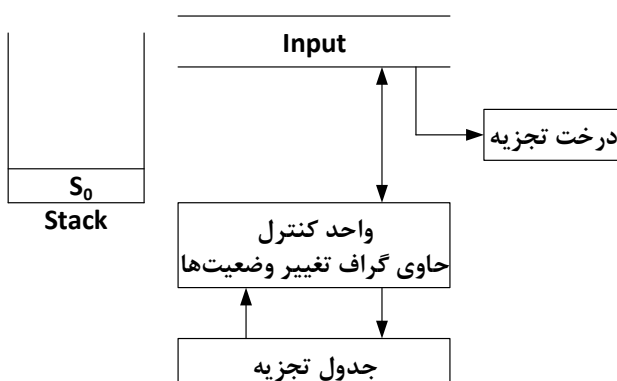 Input
درخت تجزیه
S₀
Stack
واحد کنترل
حاوی گراف تغییر وضعیت‌ها
جدول تجزیه